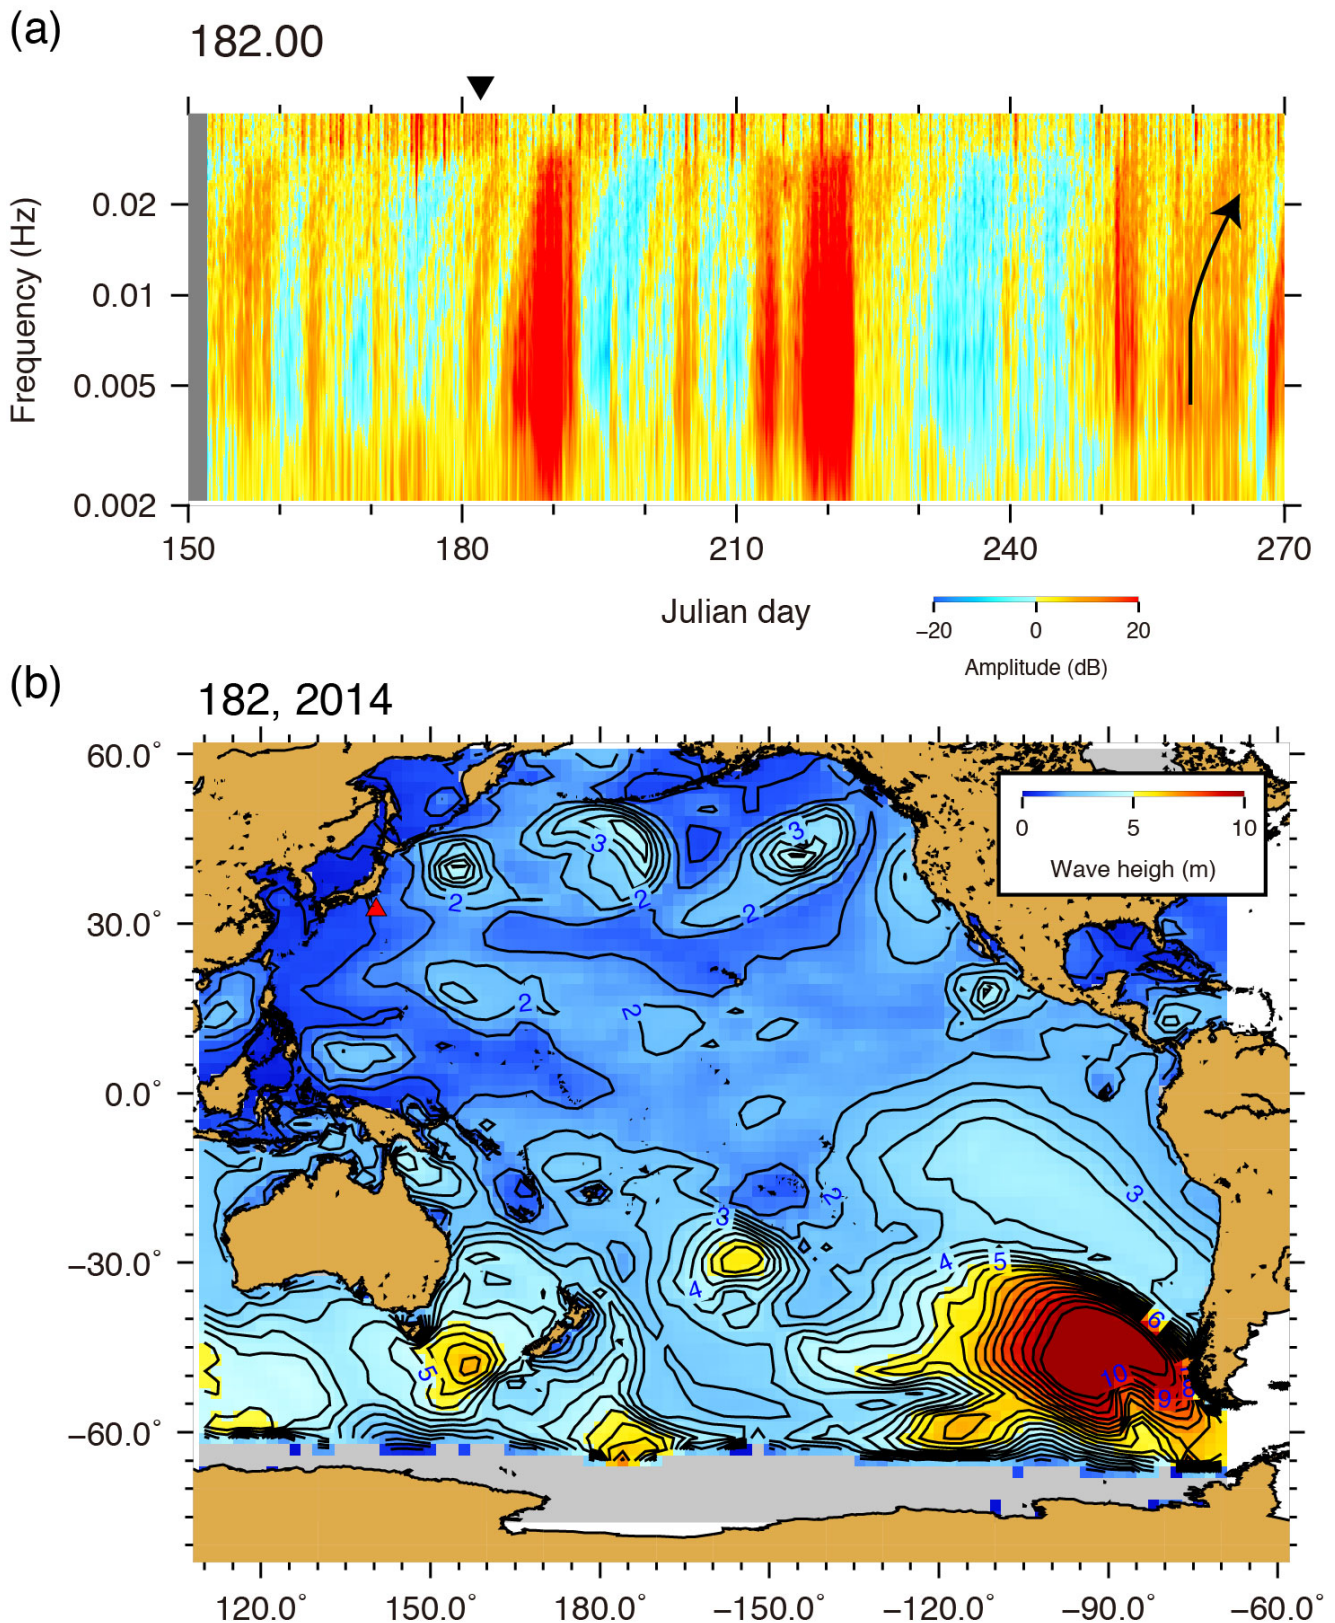 (a)
182.00
Frequency (Hz)
0.02
0.01
0.005
0.002
150 180 210 240 270
Julian day
−20 0 20
Amplitude (dB)
(b)
182, 2014
60.0°
30.0°
0.0°
−30.0°
−60.0°
0 5 10
Wave heigh (m)
3
3
2
2
2
2
2
2
3
3
4
4
5
6
5
10
9
8
120.0° 150.0° 180.0° −150.0° −120.0° −90.0° −60.0°